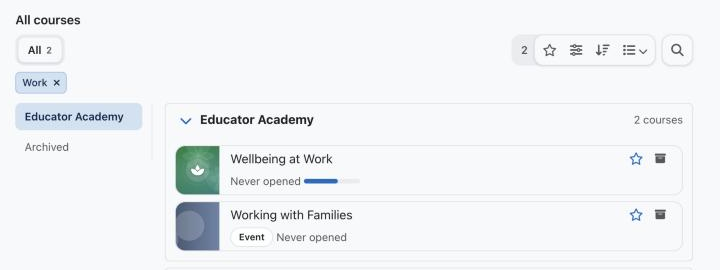 All courses
All 2
2
Work ×
Educator Academy
Archived
Educator Academy
2 courses
Wellbeing at Work
Never opened
Working with Families
Event Never opened